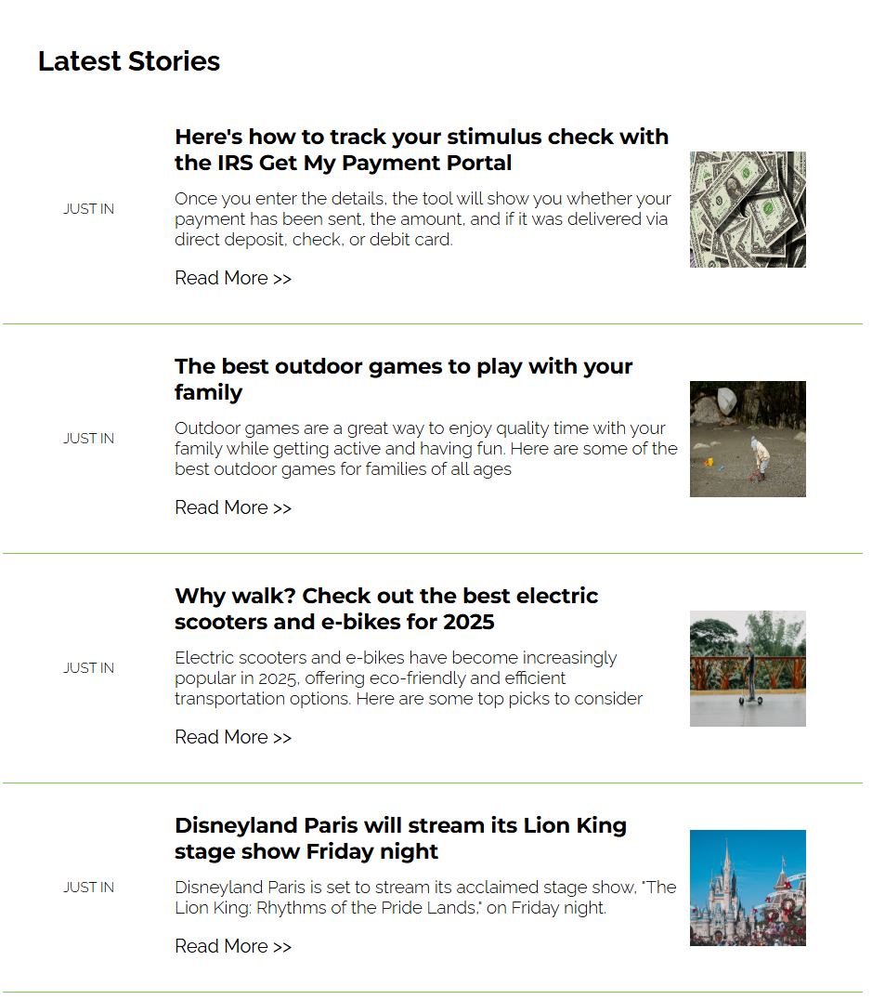 Latest Stories
Here's how to track your stimulus check with
the IRS Get My Payment Portal
JUST IN
Once you enter the details, the tool will show you whether your
payment has been sent, the amount, and if it was delivered via
direct deposit, check, or debit card.
Read More >>
The best outdoor games to play with your
family
JUST IN
Outdoor games are a great way to enjoy quality time with your
family while getting active and having fun. Here are some of the
best outdoor games for families of all ages
Read More >>
Why walk? Check out the best electric
scooters and e-bikes for 2025
JUST IN
Electric scooters and e-bikes have become increasingly
popular in 2025, offering eco-friendly and efficient
transportation options. Here are some top picks to consider
Read More >>
Disneyland Paris will stream its Lion King
stage show Friday night
JUST IN
Disneyland Paris is set to stream its acclaimed stage show, "The
Lion King: Rhythms of the Pride Lands," on Friday night.
Read More >>